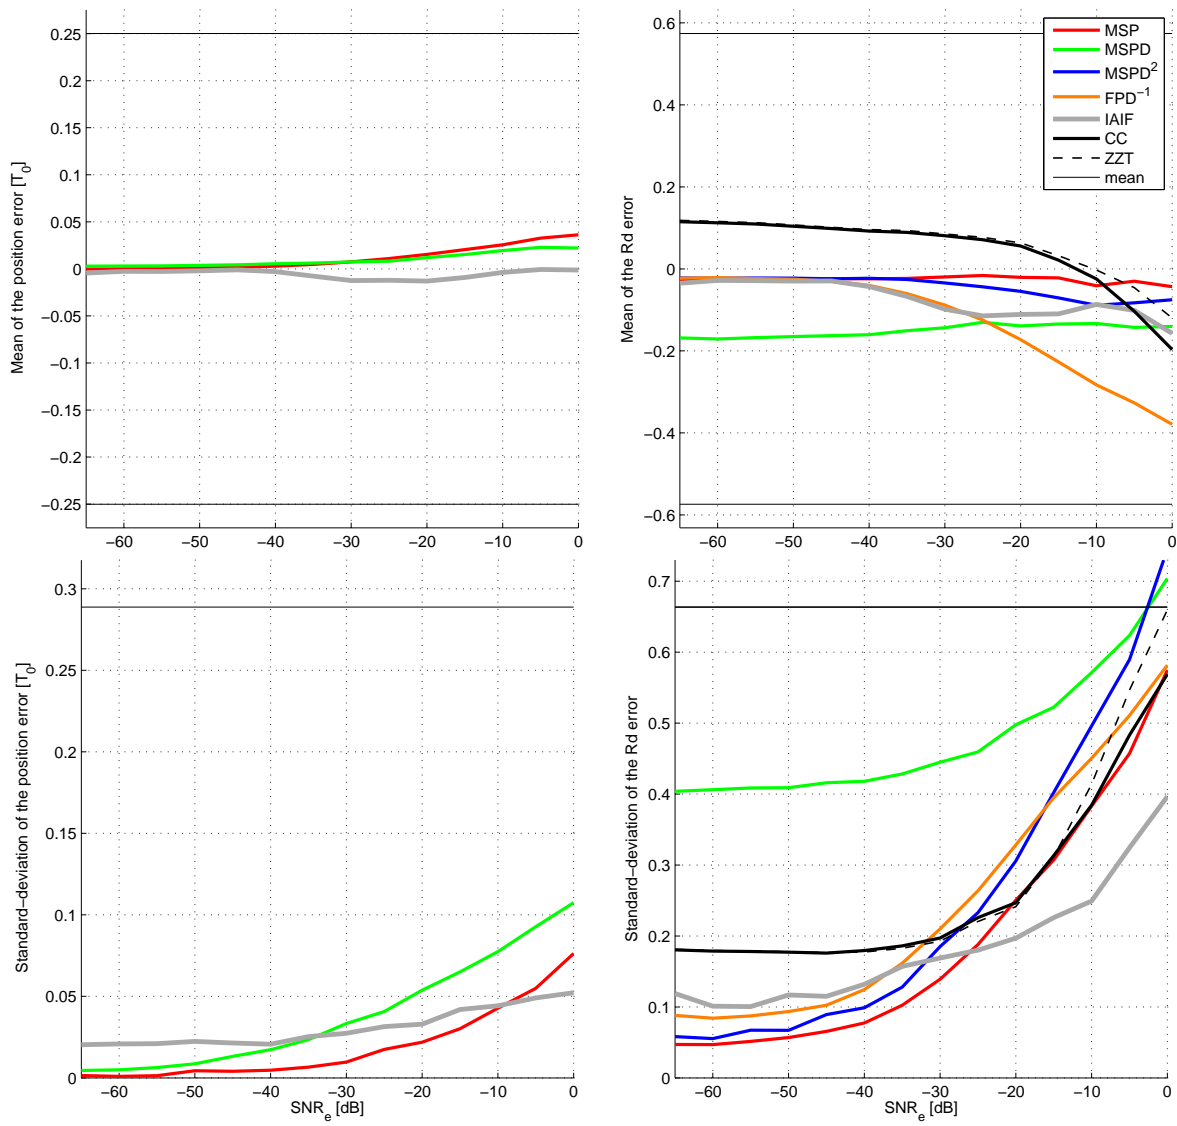 Mean of the position error [T0]
0.25
0.2
0.15
0.1
0.05
0
−0.05
−0.1
−0.15
−0.2
−0.25
−60 −50 −40 −30 −20 −10 0
Mean of the Rd error
0.6
0.4
0.2
0
−0.2
−0.4
−0.6
−60 −50 −40 −30 −20 −10 0
MSP
MSPD
MSPD²
FPD⁻¹
IAIF
CC
ZZT
mean
Standard−deviation of the position error [T0]
0.3
0.25
0.2
0.15
0.1
0.05
0
−60 −50 −40 −30 −20 −10 0
SNRe [dB]
Standard−deviation of the Rd error
0.7
0.6
0.5
0.4
0.3
0.2
0.1
0
−60 −50 −40 −30 −20 −10 0
SNRe [dB]